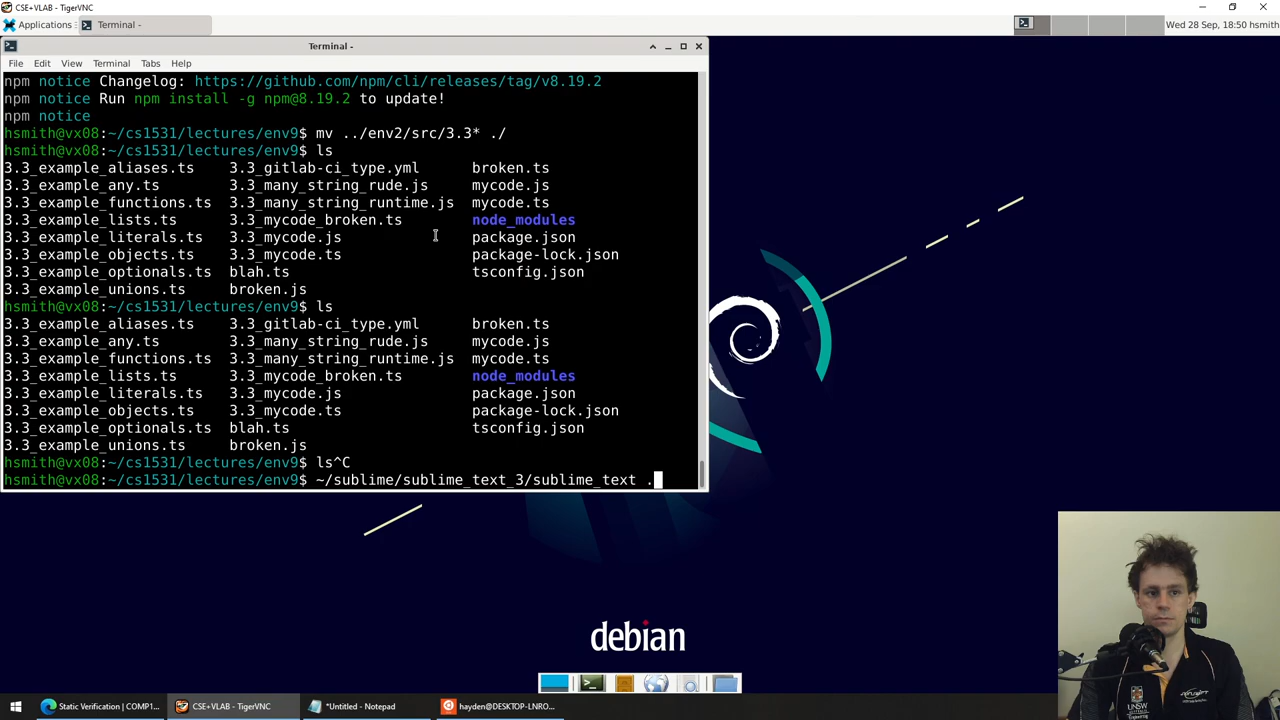 CSE+VLAB - TigerVNC
Applications
Terminal -
Wed 28 Sep, 18:50 hsmith
Terminal -
File Edit View Terminal Tabs Help
npm notice Changelog: https://github.com/npm/cli/releases/tag/v8.19.2
npm notice Run npm install -g npm@8.19.2 to update!
npm notice
hsmith@vx08:~/cs1531/lectures/env9$ mv ../env2/src/3.3* ./
hsmith@vx08:~/cs1531/lectures/env9$ ls
3.3_example_aliases.ts 3.3_gitlab-ci_type.yml broken.ts
3.3_example_any.ts 3.3_many_string_rude.js mycode.js
3.3_example_functions.ts 3.3_many_string_runtime.js mycode.ts
3.3_example_lists.ts 3.3_mycode_broken.ts node_modules
3.3_example_literals.ts 3.3_mycode.js package.json
3.3_example_objects.ts 3.3_mycode.ts package-lock.json
3.3_example_optionals.ts blah.ts tsconfig.json
3.3_example_unions.ts broken.js
hsmith@vx08:~/cs1531/lectures/env9$ ls
3.3_example_aliases.ts 3.3_gitlab-ci_type.yml broken.ts
3.3_example_any.ts 3.3_many_string_rude.js mycode.js
3.3_example_functions.ts 3.3_many_string_runtime.js mycode.ts
3.3_example_lists.ts 3.3_mycode_broken.ts node_modules
3.3_example_literals.ts 3.3_mycode.js package.json
3.3_example_objects.ts 3.3_mycode.ts package-lock.json
3.3_example_optionals.ts blah.ts tsconfig.json
3.3_example_unions.ts broken.js
hsmith@vx08:~/cs1531/lectures/env9$ ls^C
hsmith@vx08:~/cs1531/lectures/env9$ ~/sublime/sublime_text_3/sublime_text .
debian
UNSW
Static Verification | COMP1...
CSE+VLAB - TigerVNC
*Untitled - Notepad
hayden@DESKTOP-LNRO...